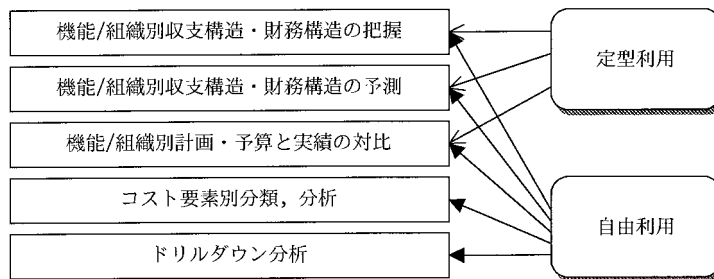 機能/組織別収支構造・財務構造の把握
機能/組織別収支構造・財務構造の予測
機能/組織別計画・予算と実績の対比
コスト要素別分類，分析
ドリルダウン分析
定型利用
自由利用